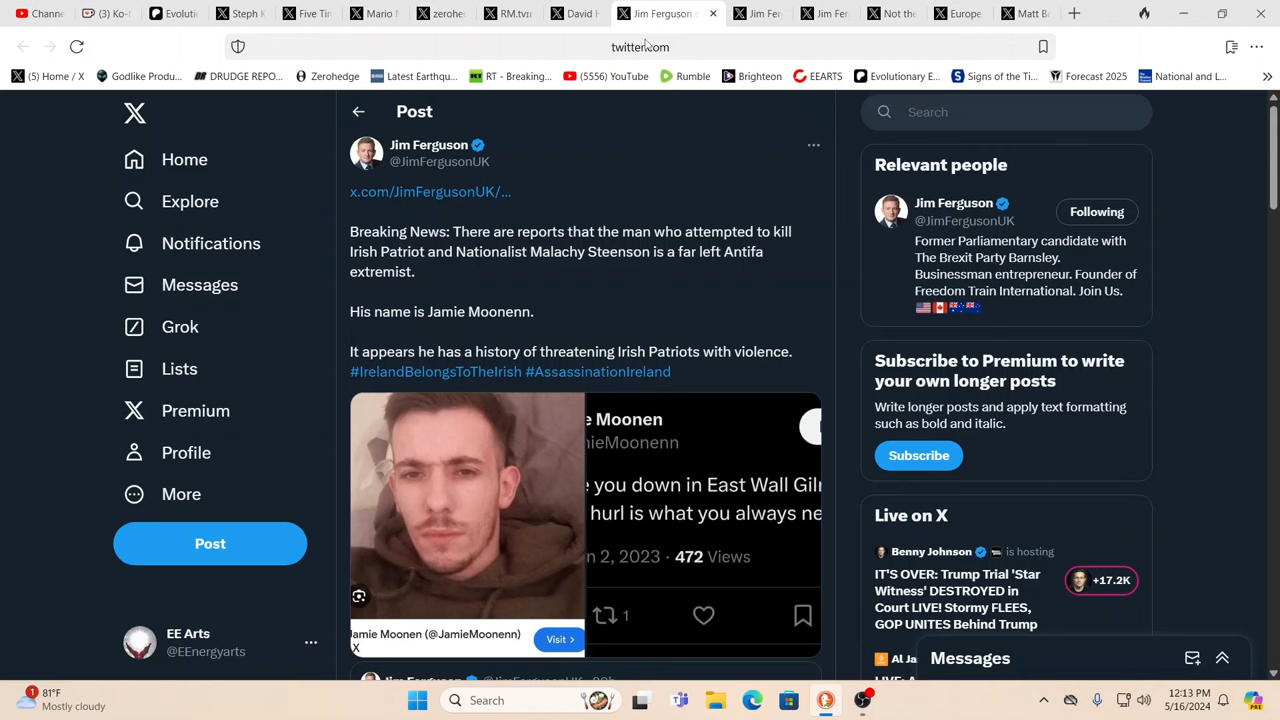 Channe
(3) Ko-f
Evolutio
Steph K
Five Tim
Mario N
zerohed
RM.tv
David H
Jim Ferguson o
Jim Fer
Jim Fer
Not the
Europe
Matt B
twitter.com
(5) Home / X
Godlike Produ...
DRUDGE REPO...
Zerohedge
Latest Earthqu...
RT - Breaking...
(5556) YouTube
Rumble
Brighteon
EEARTS
Evolutionary E...
Signs of the Ti...
Forecast 2025
National and L...
Home
Explore
Notifications
Messages
Grok
Lists
Premium
Profile
More
Post
EE Arts
@EEnergyarts
Post
Jim Ferguson
@JimFergusonUK
x.com/JimFergusonUK/...
Breaking News: There are reports that the man who attempted to kill
Irish Patriot and Nationalist Malachy Steenson is a far left Antifa
extremist.
His name is Jamie Moonenn.
It appears he has a history of threatening Irish Patriots with violence.
#IrelandBelongsToTheIrish #AssassinationIreland
Jamie Moonen (@JamieMoonenn)
X
Visit >
e Moonen
nieMoonenn
e you down in East Wall Gil
hurl is what you always ne
n 2, 2023 · 472 Views
1
Search
Relevant people
Jim Ferguson
@JimFergusonUK
Following
Former Parliamentary candidate with
The Brexit Party Barnsley.
Businessman entrepreneur. Founder of
Freedom Train International. Join Us.
Subscribe to Premium to write
your own longer posts
Write longer posts and apply text formatting
such as bold and italic.
Subscribe
Live on X
Benny Johnson is hosting
IT'S OVER: Trump Trial 'Star
Witness' DESTROYED in
Court LIVE! Stormy FLEES,
GOP UNITES Behind Trump
+17.2K
Al Ja
Messages
81°F
Mostly cloudy
Search
12:13 PM
5/16/2024